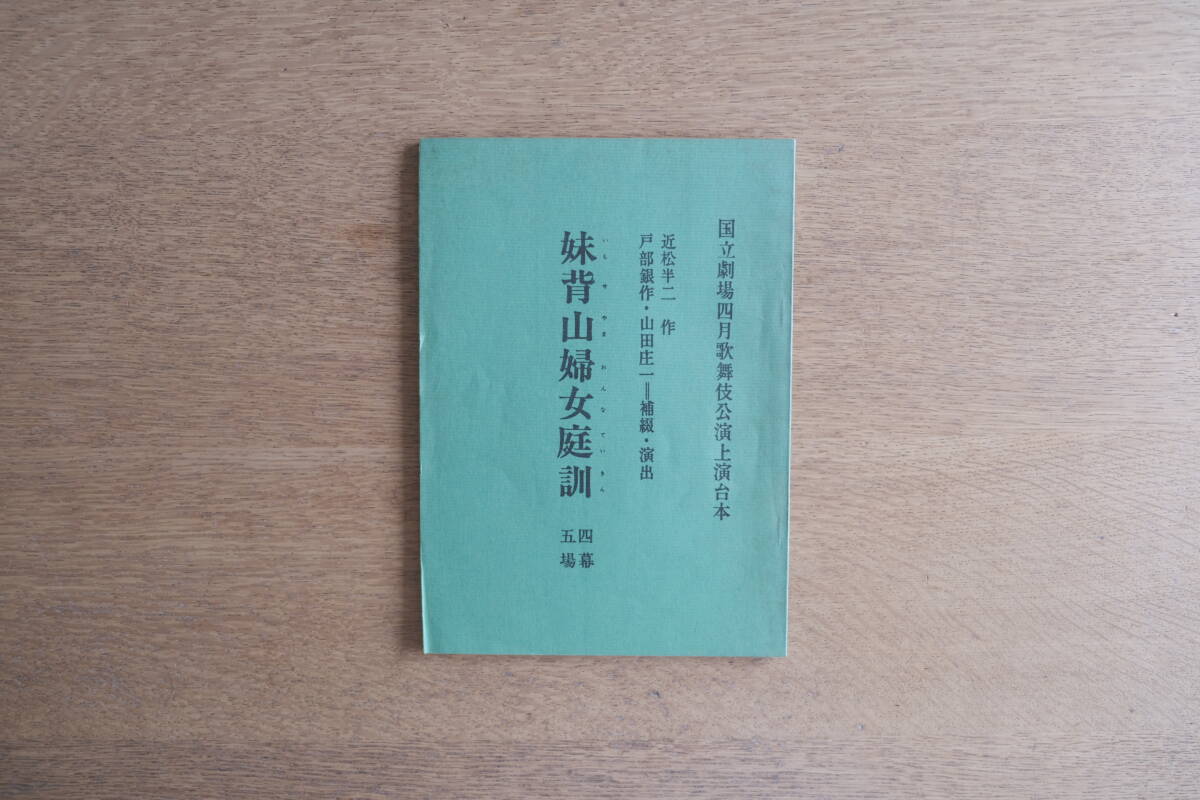 国立劇場四月歌舞伎公演上演台本
近松半二 作
戸部銀作・山田庄一＝補綴・演出
いもせやまおんなていきん
妹背山婦女庭訓
四幕
五場